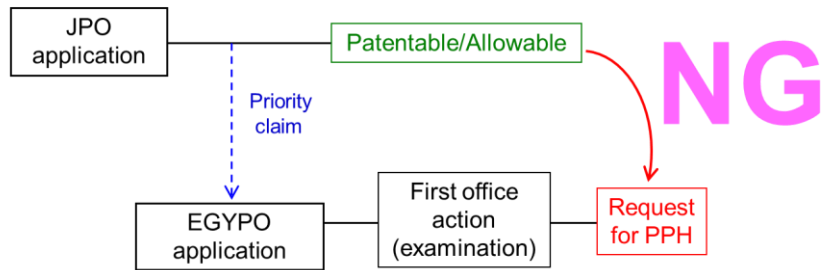 JPO
application
Patentable/Allowable
NG
Priority
claim
EGYPO
application
First office
action
(examination)
Request
for PPH